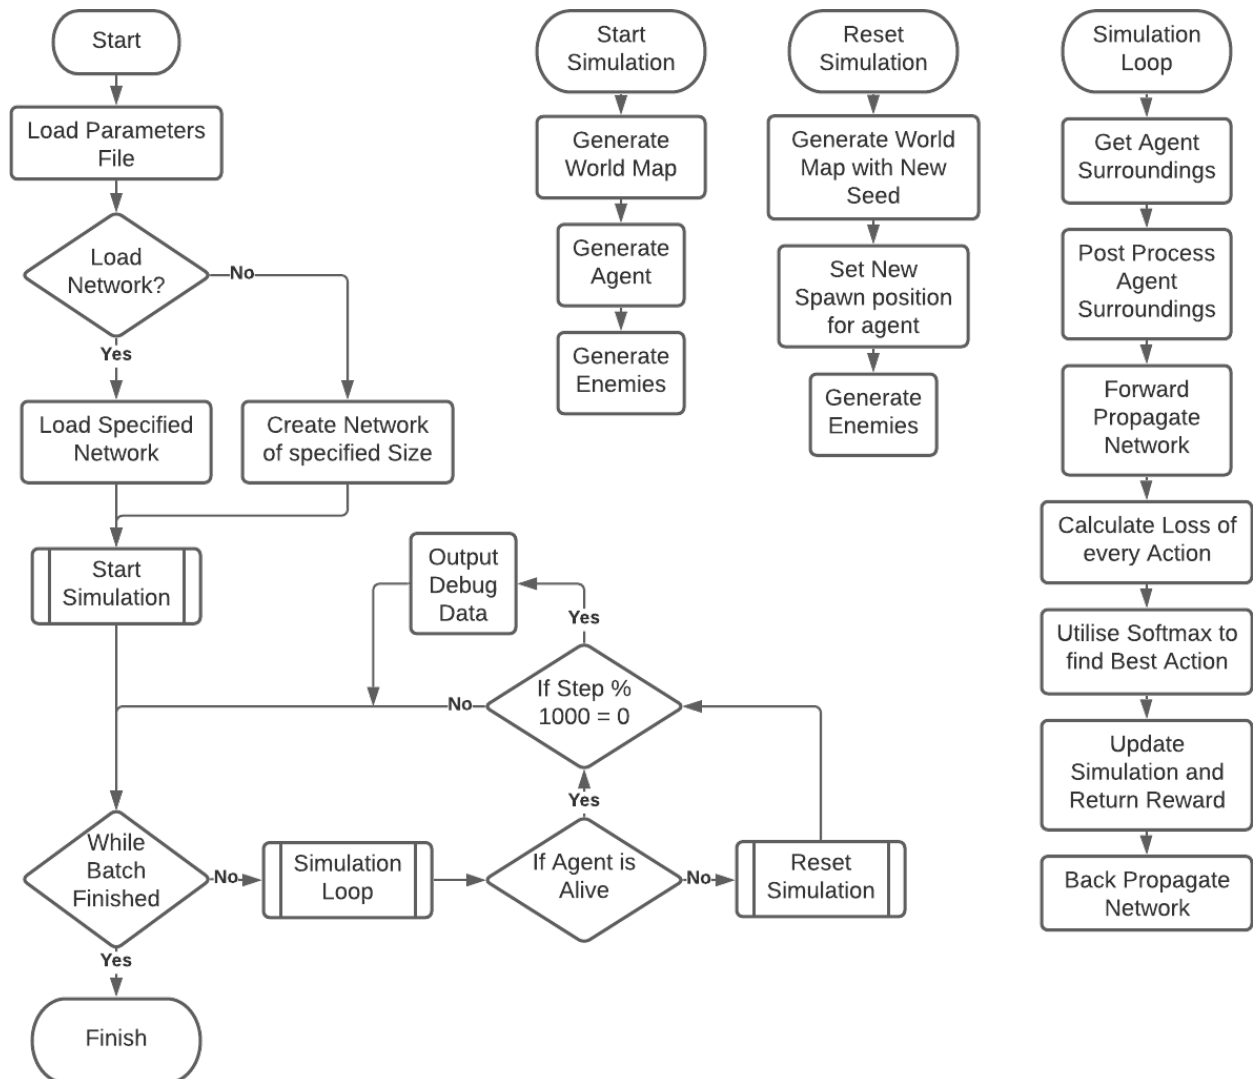 Start
Load Parameters
File
Load
Network?
No
Yes
Load Specified
Network
Create Network
of specified Size
Start
Simulation
Output
Debug
Data
Yes
If Step %
1000 = 0
No
Yes
While
Batch
Finished
No
Simulation
Loop
If Agent is
Alive
No
Reset
Simulation
Yes
Finish
Start
Simulation
Generate
World Map
Generate
Agent
Generate
Enemies
Reset
Simulation
Generate World
Map with New
Seed
Set New
Spawn position
for agent
Generate
Enemies
Simulation
Loop
Get Agent
Surroundings
Post Process
Agent
Surroundings
Forward
Propagate
Network
Calculate Loss of
every Action
Utilise Softmax to
find Best Action
Update
Simulation and
Return Reward
Back Propagate
Network